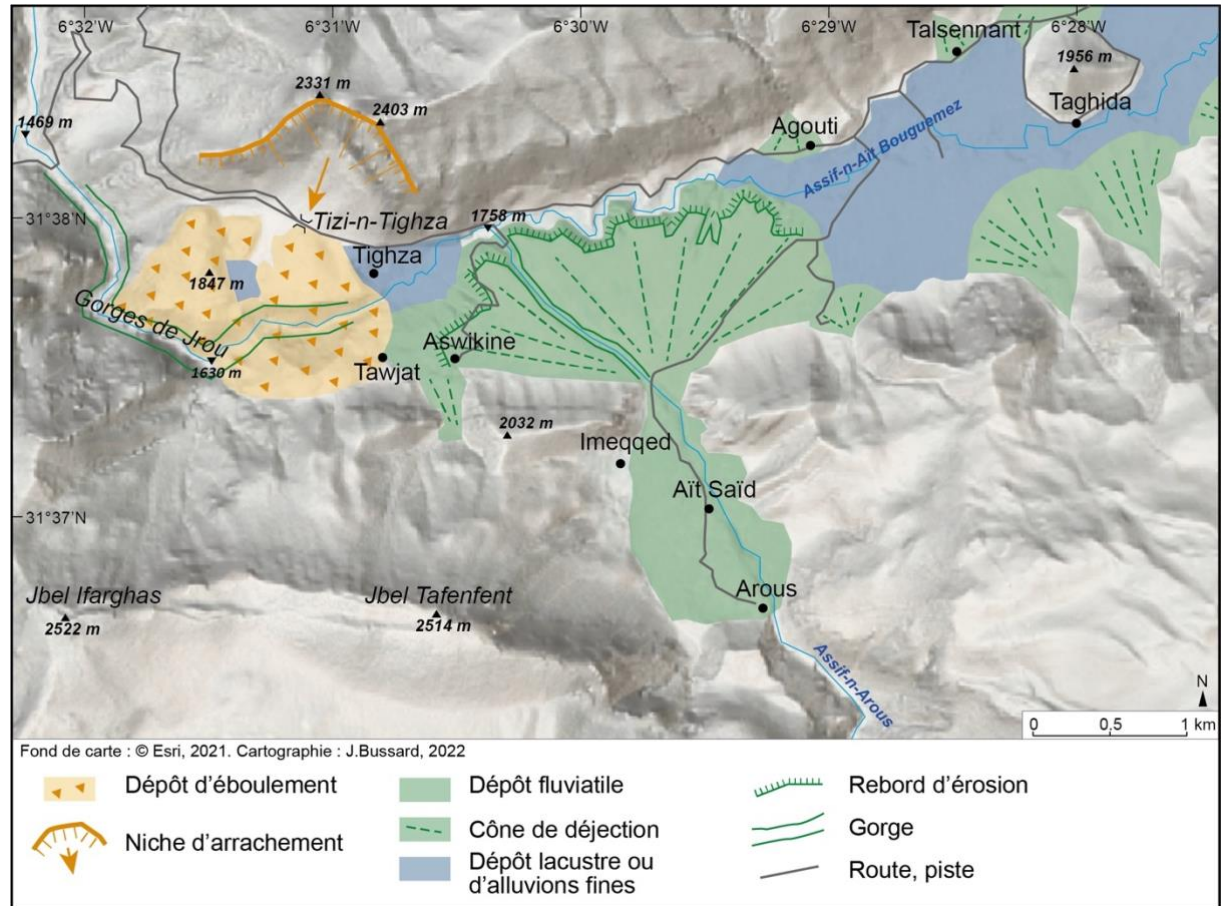 6°32'W
6°31'W
6°30'W
6°29'W
6°28'W
Talsennant
1956 m
2331 m
2403 m
1469 m
Taghida
Agouti
Assif-n-Aït Bouguemez
31°38'N
Tizi-n-Tighza
1758 m
Tighza
1847 m
Gorges de Jrou
Aswikine
Tawjat
1630 m
2032 m
Imeqqed
Aït Saïd
31°37'N
Arous
Jbel Ifarghas
2522 m
Jbel Tafenfent
2514 m
Assif-n-Arous
N
0 0,5 1 km
Fond de carte : © Esri, 2021. Cartographie : J.Bussard, 2022
Dépôt d'éboulement
Niche d'arrachement
Dépôt fluviatile
Cône de déjection
Dépôt lacustre ou
d'alluvions fines
Rebord d'érosion
Gorge
Route, piste